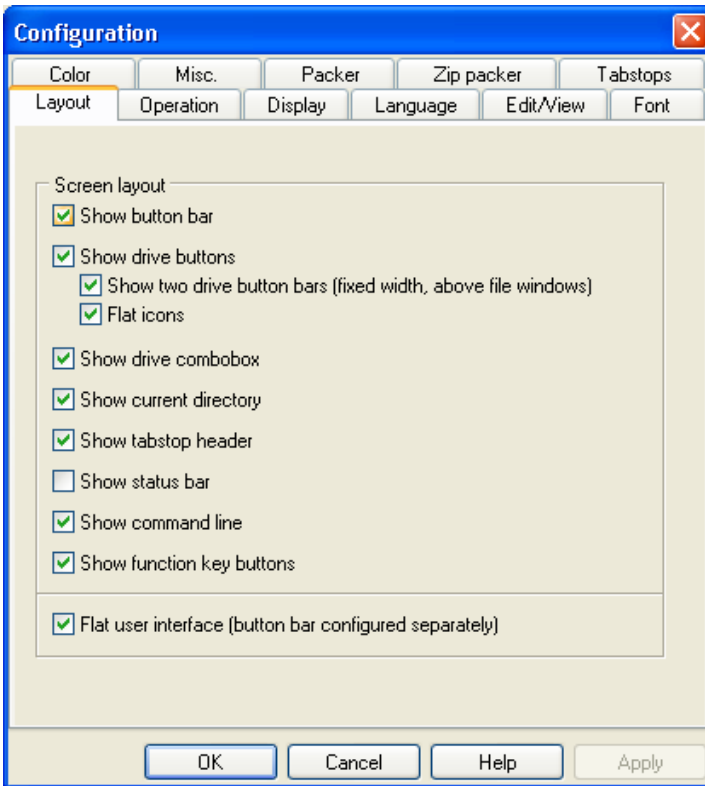 Configuration
Color Misc. Packer Zip packer Tabstops
Layout Operation Display Language Edit/View Font
Screen layout
Show button bar
Show drive buttons
Show two drive button bars (fixed width, above file windows)
Flat icons
Show drive combobox
Show current directory
Show tabstop header
Show status bar
Show command line
Show function key buttons
Flat user interface (button bar configured separately)
OK Cancel Help Apply